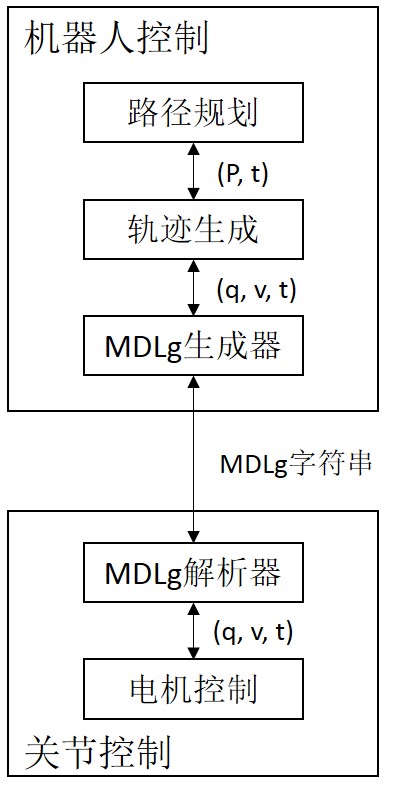 机器人控制
路径规划
(P, t)
轨迹生成
(q, v, t)
MDLg生成器
MDLg字符串
MDLg解析器
(q, v, t)
电机控制
关节控制